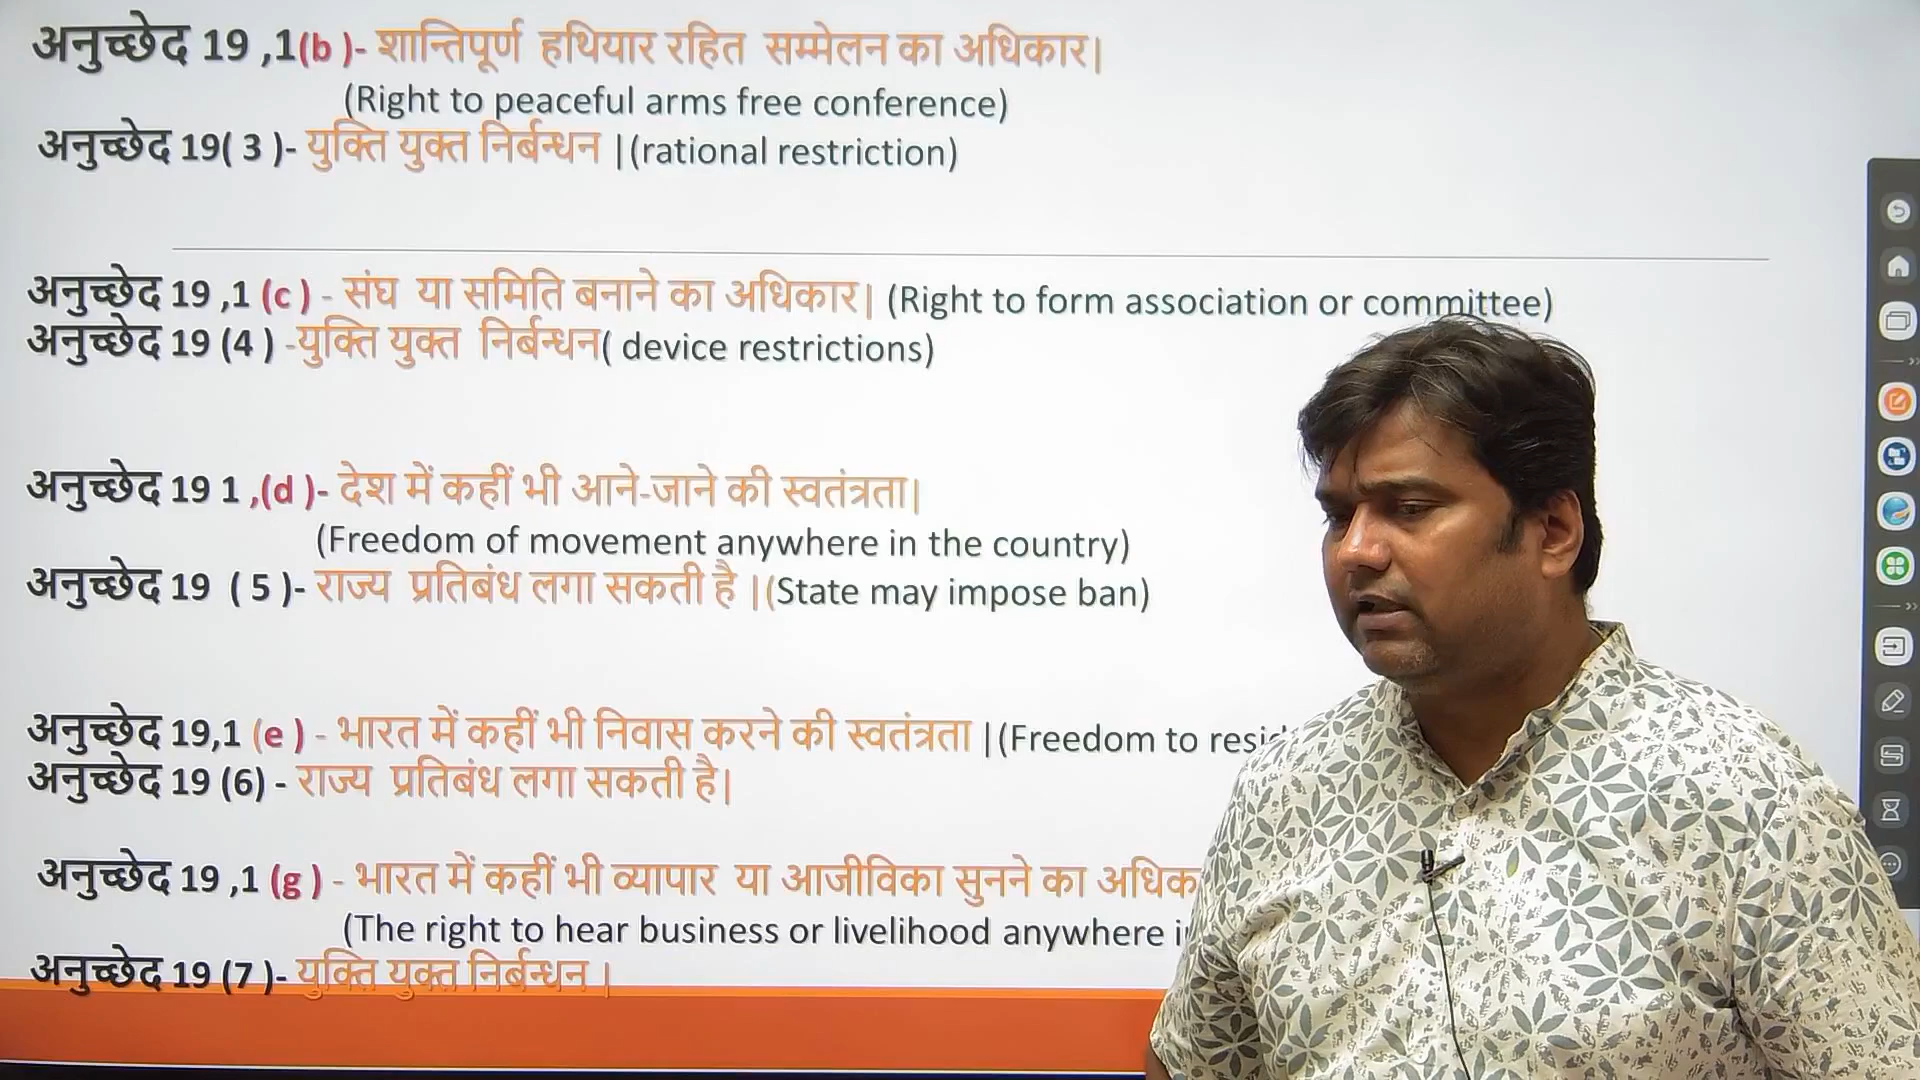 अनुच्छेद 19 ,1(b )- शान्तिपूर्ण हथियार रहित सम्मेलन का अधिकार|
(Right to peaceful arms free conference)
अनुच्छेद 19( 3 )- युक्ति युक्त निर्बन्धन |(rational restriction)
अनुच्छेद 19 ,1 (c ) - संघ या समिति बनाने का अधिकार| (Right to form association or committee)
अनुच्छेद 19 (4 ) -युक्ति युक्त निर्बन्धन( device restrictions)
अनुच्छेद 19 1 ,(d )- देश में कहीं भी आने-जाने की स्वतंत्रता|
(Freedom of movement anywhere in the country)
अनुच्छेद 19 ( 5 )- राज्य प्रतिबंध लगा सकती है |(State may impose ban)
अनुच्छेद 19,1 (e ) - भारत में कहीं भी निवास करने की स्वतंत्रता |(Freedom to
अनुच्छेद 19 (6) - राज्य प्रतिबंध लगा सकती है|
अनुच्छेद 19 ,1 (g ) - भारत में कहीं भी व्यापार या आजीविका सुनने का
(The right to hear business or livelihood anywhere
अनुच्छेद 19 (7 )- युक्ति युक्त निर्बन्धन |